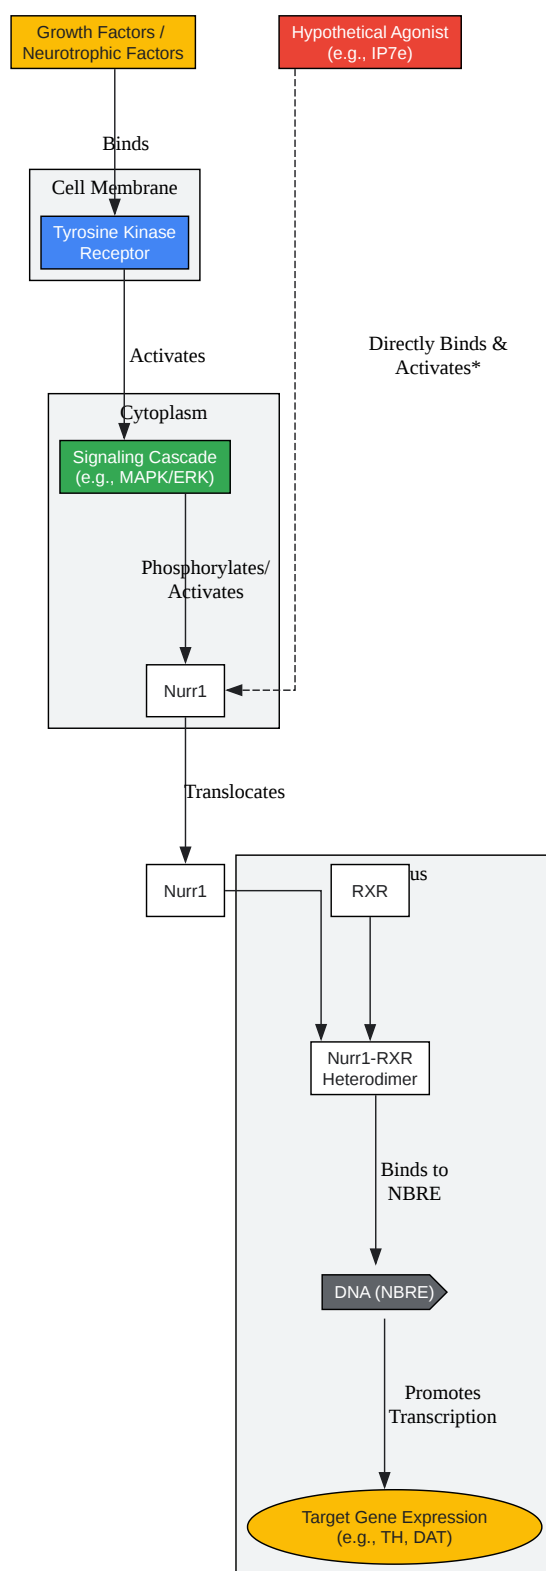 Growth Factors /
Neurotrophic Factors
Hypothetical Agonist
(e.g., IP7e)
Binds
Cell Membrane
Tyrosine Kinase
Receptor
Directly Binds &
Activates*
Activates
Cytoplasm
Signaling Cascade
(e.g., MAPK/ERK)
Phosphorylates/
Activates
Nurr1
Translocates
Nurr1
RXR
us
Nurr1-RXR
Heterodimer
Binds to
NBRE
DNA (NBRE)
Promotes
Transcription
Target Gene Expression
(e.g., TH, DAT)